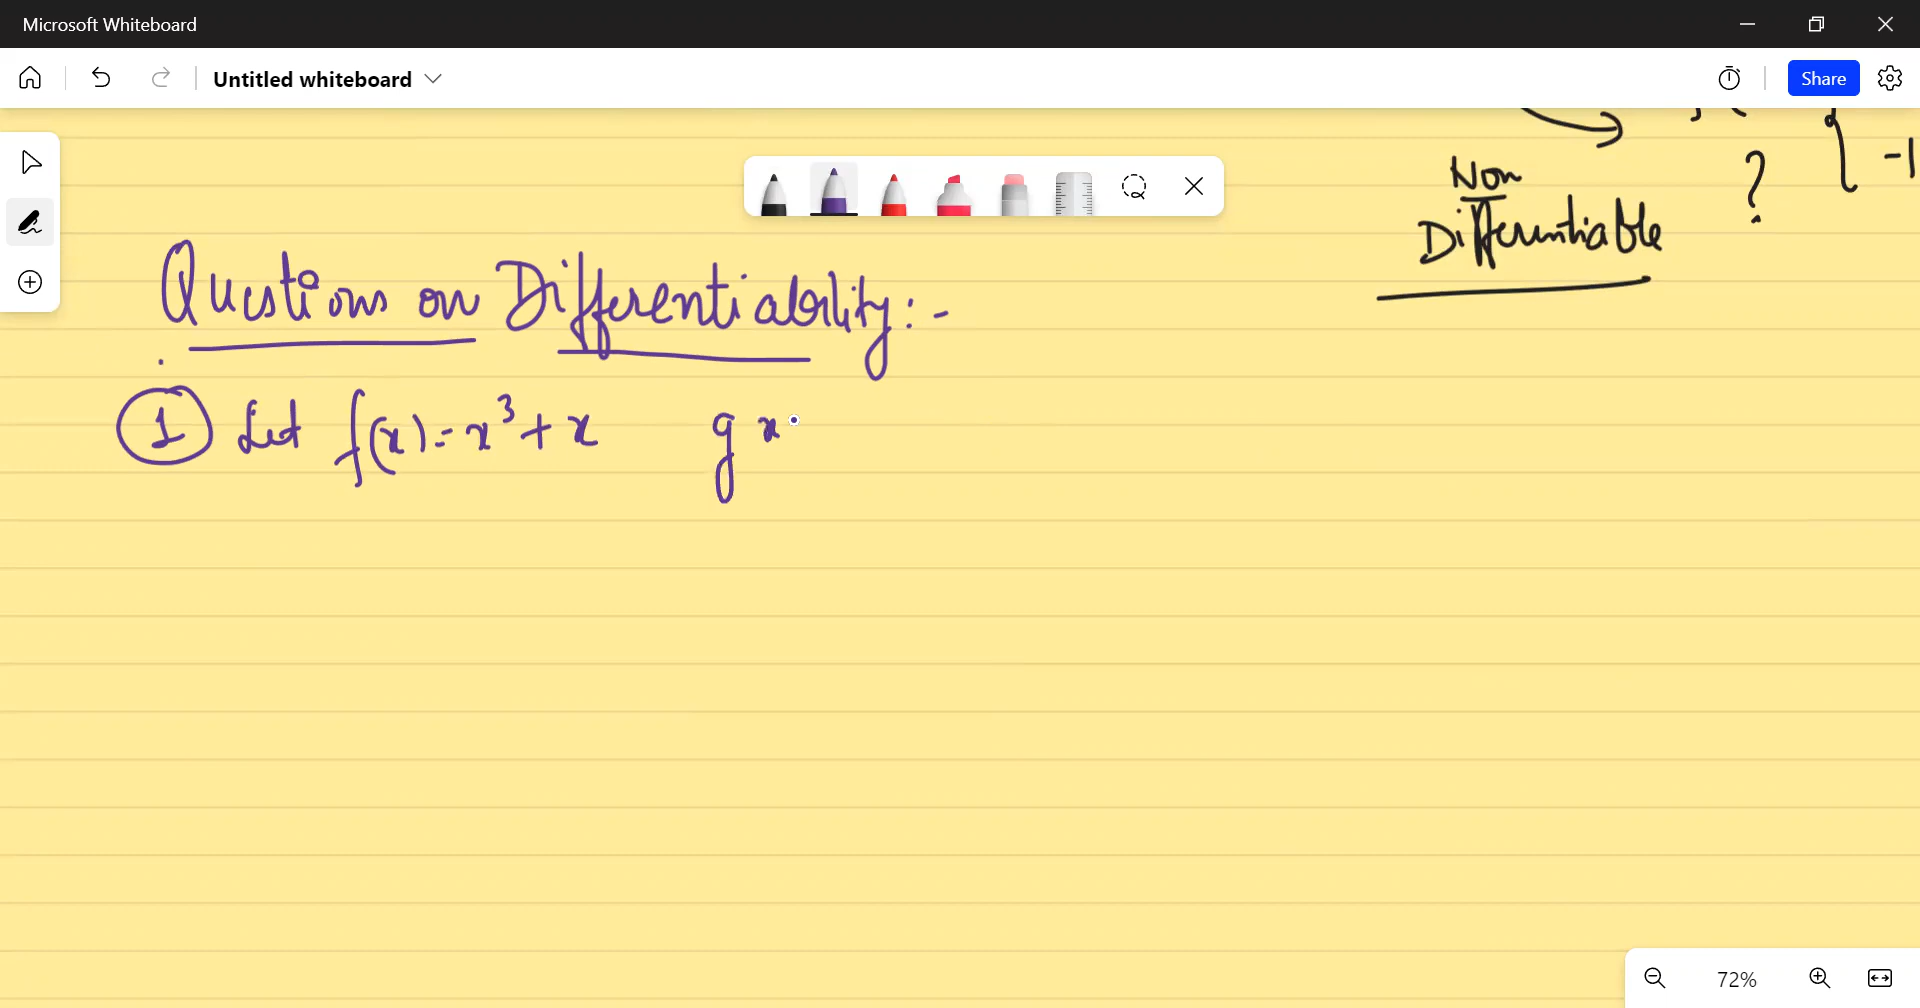 Microsoft Whiteboard
Untitled whiteboard
Share
-1
Non
?
Differentiable
Questions on Differentiability:-
1 Let f(x)=x³+x g x
72%